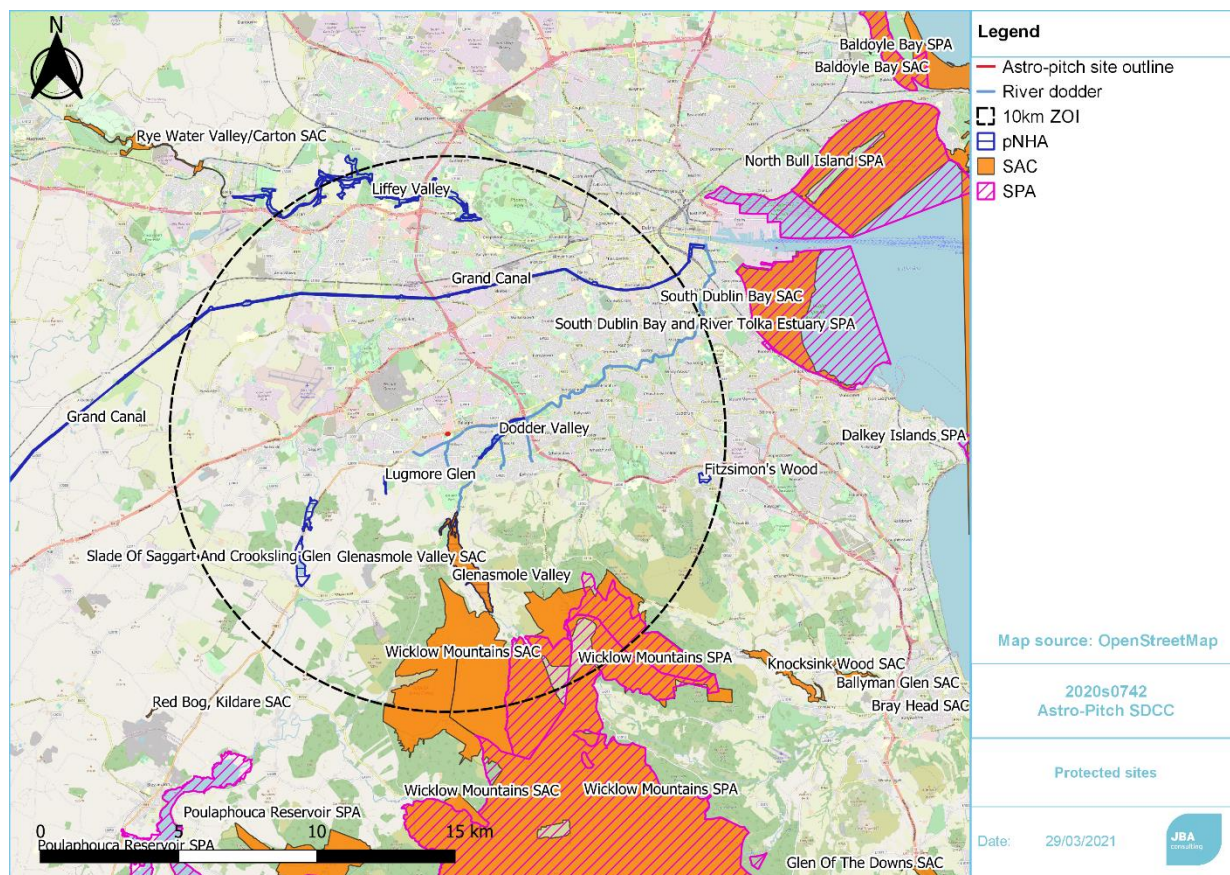 N
Baldoyle Bay SPA
Baldoyle Bay SAC
Rye Water Valley/Carton SAC
North Bull Island SPA
Liffey Valley
Grand Canal
South Dublin Bay SAC
South Dublin Bay and River Tolka Estuary SPA
Grand Canal
Dodder Valley
Dalkey Islands SPA
Lugmore Glen
Fitzsimon's Wood
Slade Of Saggart And Crooksling Glen
Glenasmole Valley SAC
Glenasmole Valley
Wicklow Mountains SAC
Wicklow Mountains SPA
Knocksink Wood SAC
Ballyman Glen SAC
Red Bog, Kildare SAC
Bray Head SAC
Wicklow Mountains SAC
Wicklow Mountains SPA
Poulaphouca Reservoir SPA
0 5 10 15 km
Poulaphouca Reservoir SPA
Glen Of The Downs SAC
Legend
Astro-pitch site outline
River dodder
10km ZOI
pNHA
SAC
SPA
Map source: OpenStreetMap
2020s0742
Astro-Pitch SDCC
Protected sites
Date: 29/03/2021
JBA
consulting